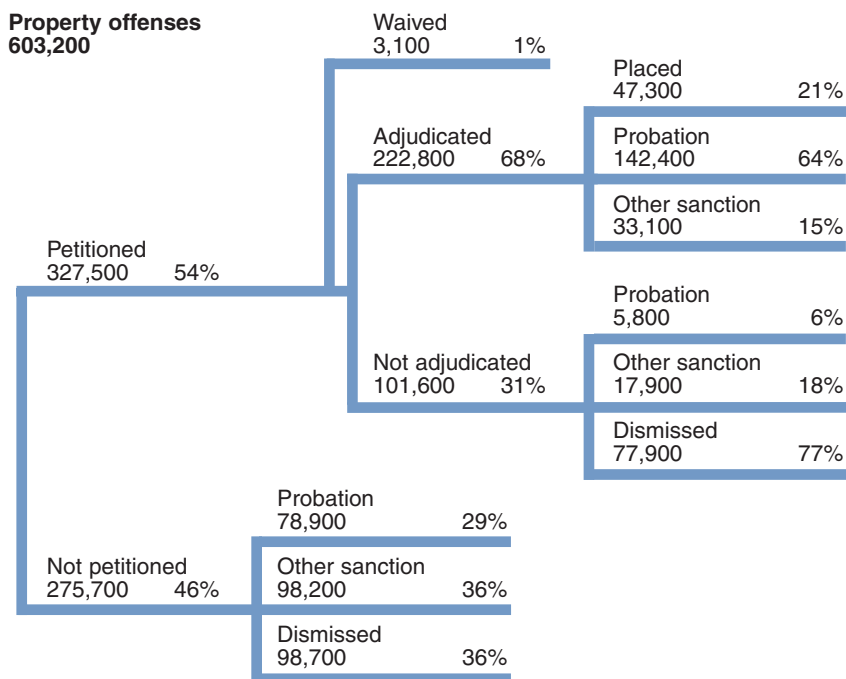 Property offenses
603,200
Waived
3,100 1%
Placed
47,300 21%
Adjudicated
222,800 68%
Probation
142,400 64%
Other sanction
33,100 15%
Petitioned
327,500 54%
Probation
5,800 6%
Not adjudicated
101,600 31%
Other sanction
17,900 18%
Dismissed
77,900 77%
Probation
78,900 29%
Not petitioned
275,700 46%
Other sanction
98,200 36%
Dismissed
98,700 36%